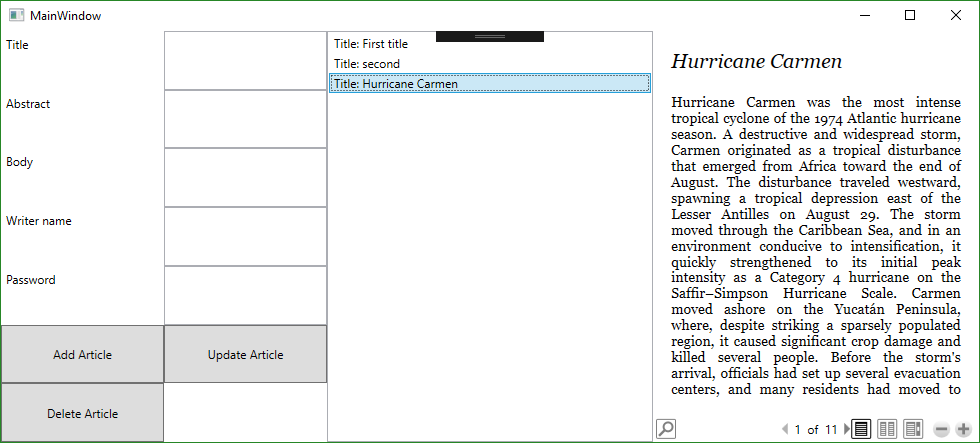 MainWindow
Title
Abstract
Body
Writer name
Password
Add Article
Update Article
Delete Article
Title: First title
Title: second
Title: Hurricane Carmen
Hurricane Carmen
Hurricane Carmen was the most intense
tropical cyclone of the 1974 Atlantic hurricane
season. A destructive and widespread storm,
Carmen originated as a tropical disturbance
that emerged from Africa toward the end of
August. The disturbance traveled westward,
spawning a tropical depression east of the
Lesser Antilles on August 29. The storm
moved through the Caribbean Sea, and in an
environment conducive to intensification, it
quickly strengthened to its initial peak
intensity as a Category 4 hurricane on the
Saffir–Simpson Hurricane Scale. Carmen
moved ashore on the Yucatán Peninsula,
where, despite striking a sparsely populated
region, it caused significant crop damage and
killed several people. Before the storm's
arrival, officials had set up several evacuation
centers, and many residents had moved to
1 of 11